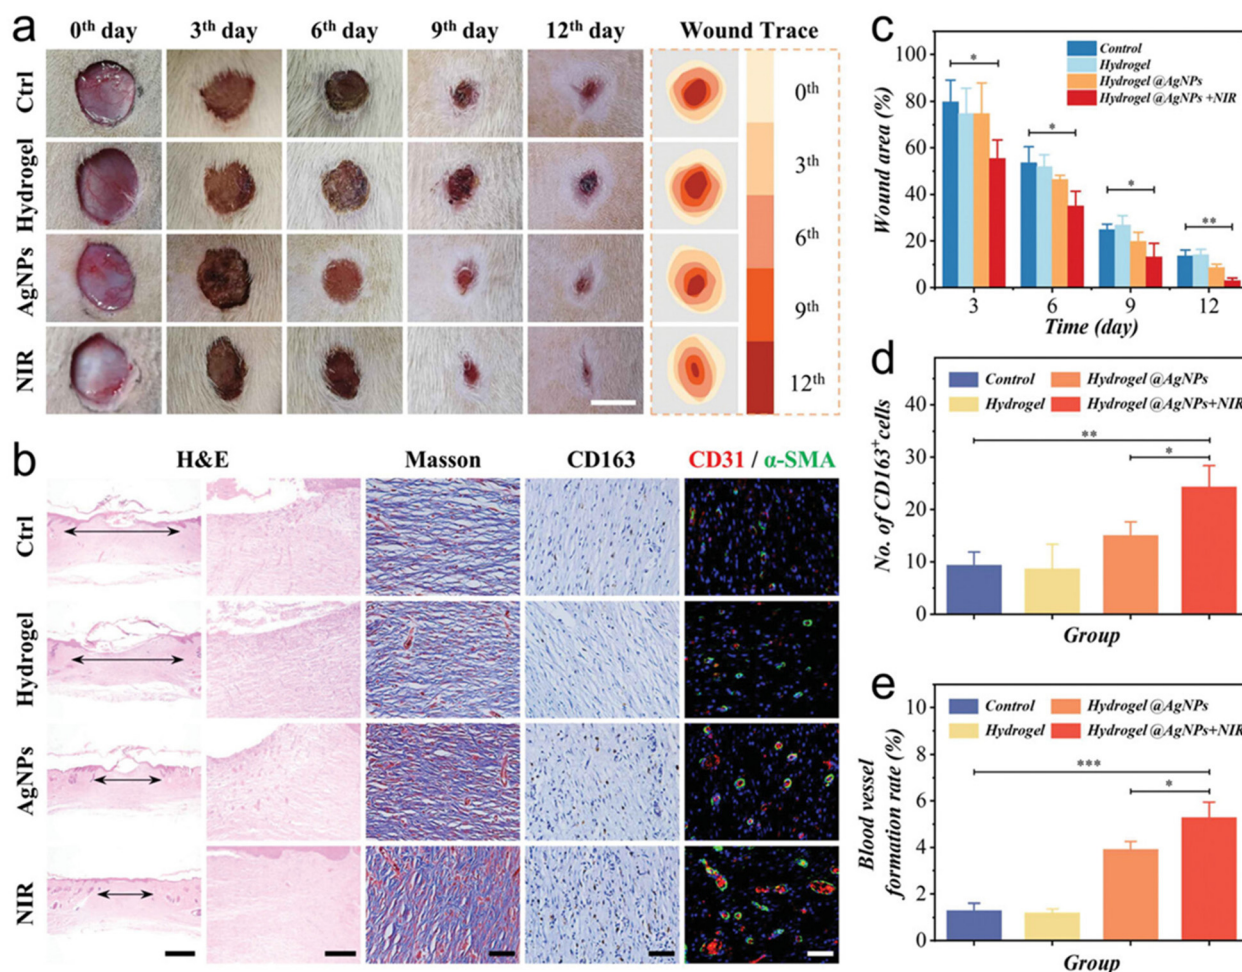 a
0th day 3th day 6th day 9th day 12th day Wound Trace
Ctrl
Hydrogel
AgNPs
NIR
0th
3th
6th
9th
12th
b
H&E Masson CD163 CD31 / α-SMA
Ctrl
Hydrogel
AgNPs
NIR
c
Control
Hydrogel
Hydrogel @AgNPs
Hydrogel @AgNPs +NIR
Wound area (%)
100
80
60
40
20
0
* * * **
3 6 9 12
Time (day)
d
Control Hydrogel @AgNPs
Hydrogel Hydrogel @AgNPs+NIR
No. of CD163+cells
40
30
20
10
0
**
*
Group
e
Control Hydrogel @AgNPs
Hydrogel Hydrogel @AgNPs+NIR
Blood vessel
formation rate (%)
10
8
6
4
2
0
***
*
Group